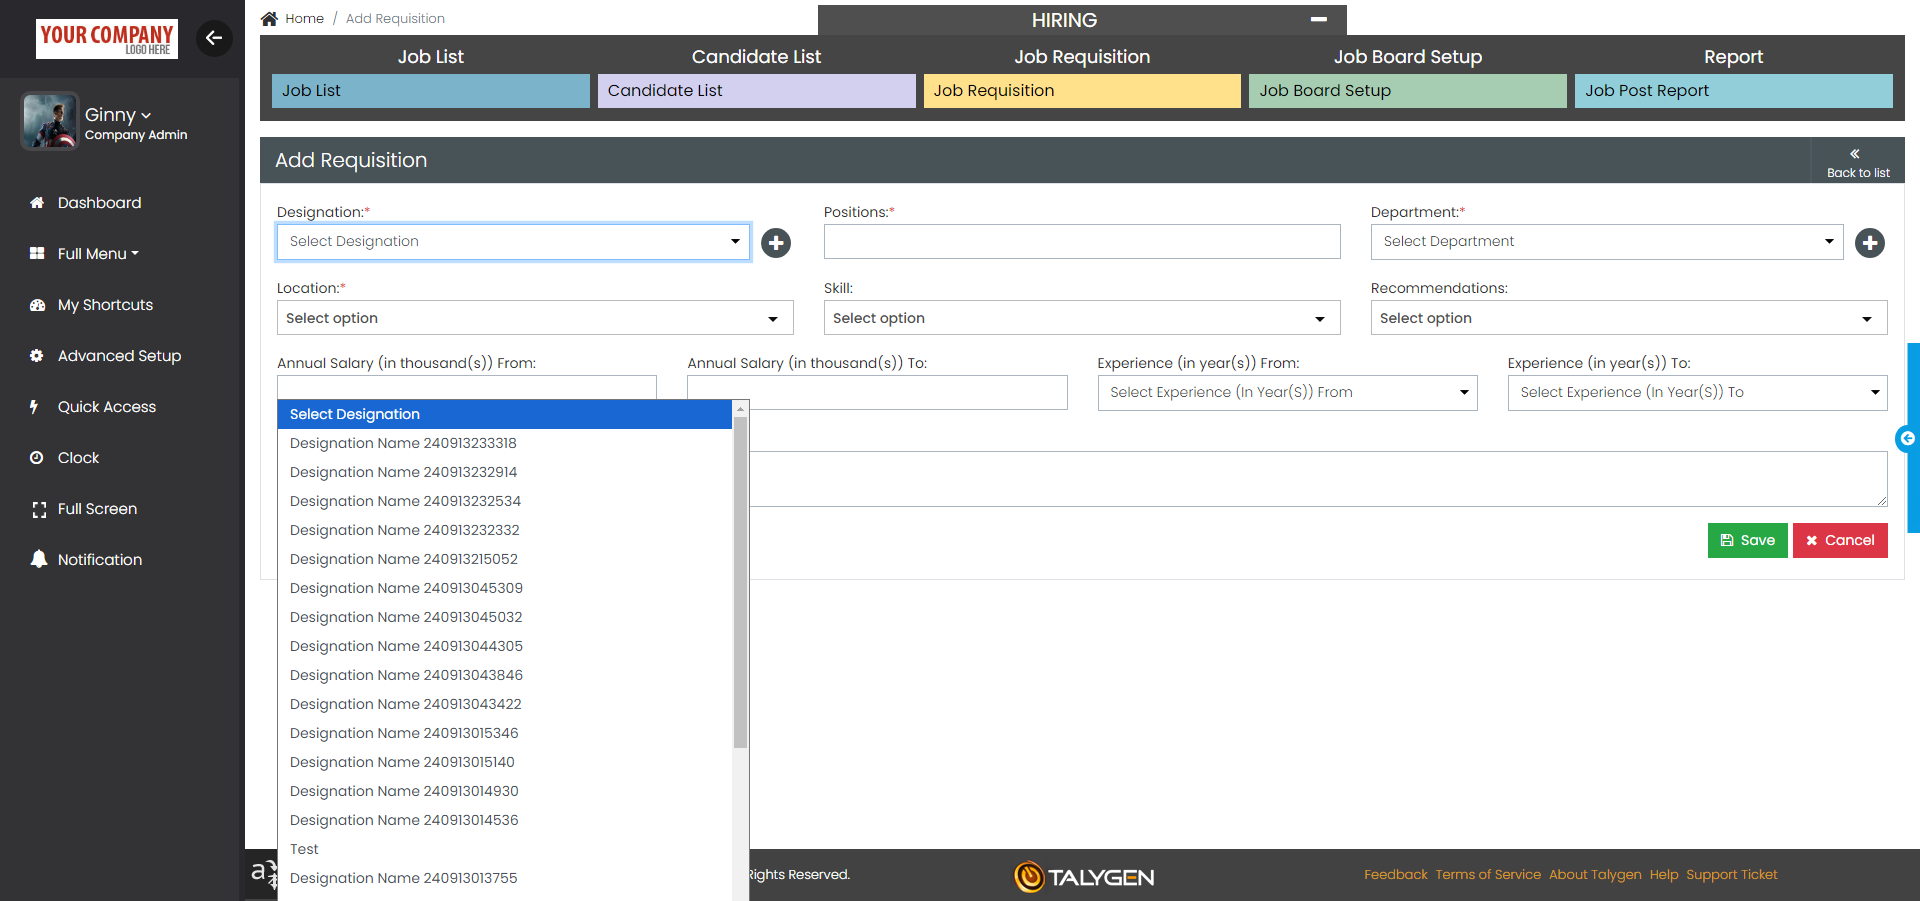 YOUR COMPANY
LOGO HERE
Ginny
Company Admin
Dashboard
Full Menu
My Shortcuts
Advanced Setup
Quick Access
Clock
Full Screen
Notification
Home / Add Requisition
HIRING
Job List
Candidate List
Job Requisition
Job Board Setup
Report
Job List
Candidate List
Job Requisition
Job Board Setup
Job Post Report
Add Requisition
Back to list
Designation:*
Positions:*
Department:*
Select Designation
Select Department
Location:*
Skill:
Recommendations:
Select option
Select option
Select option
Annual Salary (in thousand(s)) From:
Annual Salary (in thousand(s)) To:
Experience (in year(s)) From:
Experience (in year(s)) To:
Select Experience (In Year(S)) From
Select Experience (In Year(S)) To
Select Designation
Designation Name 240913233318
Designation Name 240913232914
Designation Name 240913232534
Designation Name 240913232332
Designation Name 240913215052
Designation Name 240913045309
Designation Name 240913045032
Designation Name 240913044305
Designation Name 240913043846
Designation Name 240913043422
Designation Name 240913015346
Designation Name 240913015140
Designation Name 240913014930
Designation Name 240913014536
Test
Designation Name 240913013755
Save
Cancel
Rights Reserved.
TALYGEN
Feedback Terms of Service About Talygen Help Support Ticket